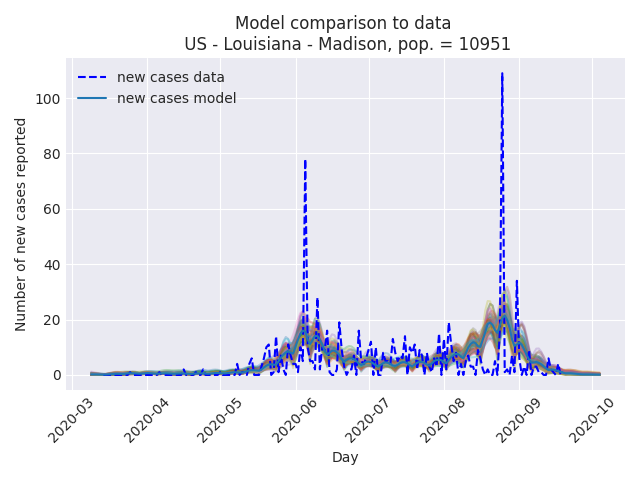 Model comparison to data
US - Louisiana - Madison, pop. = 10951
new cases data
new cases model
Number of new cases reported
100
80
60
40
20
0
2020-03
2020-04
2020-05
2020-06
2020-07
2020-08
2020-09
2020-10
Day